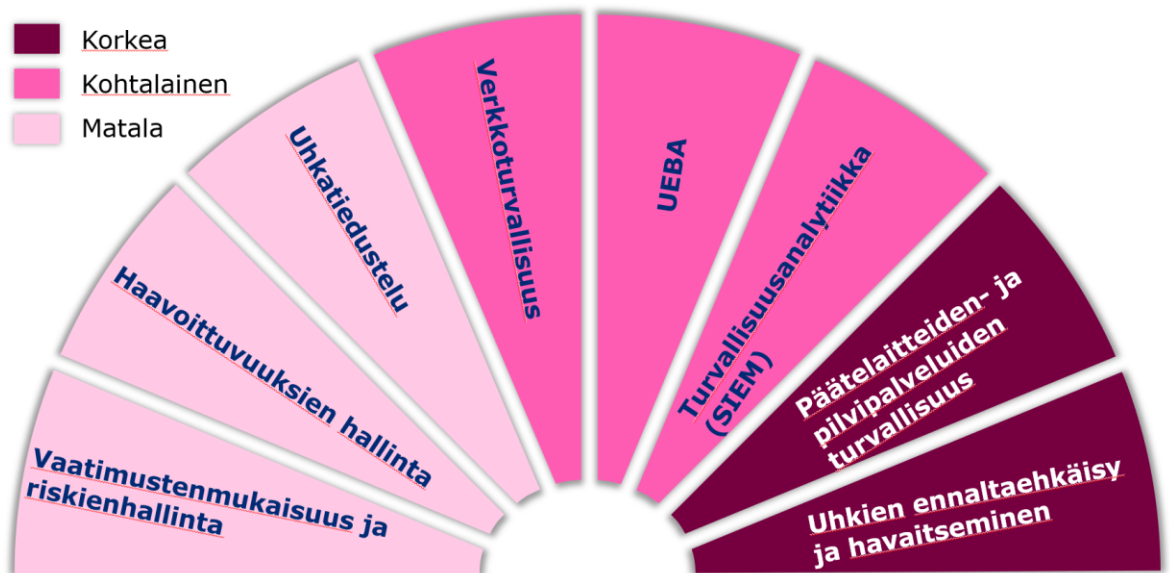 Korkea
Kohtalainen
Matala
Vaatimustenmukaisuus ja
riskienhallinta
Haavoittuvuuksien hallinta
Uhkatiedustelu
Verkkoturvallisuus
UEBA
Turvallisuusanalytiikka
(SIEM)
Päätelaitteiden- ja
pilvipalveluiden
turvallisuus
Uhkien ennaltaehkäisy
ja havaitseminen